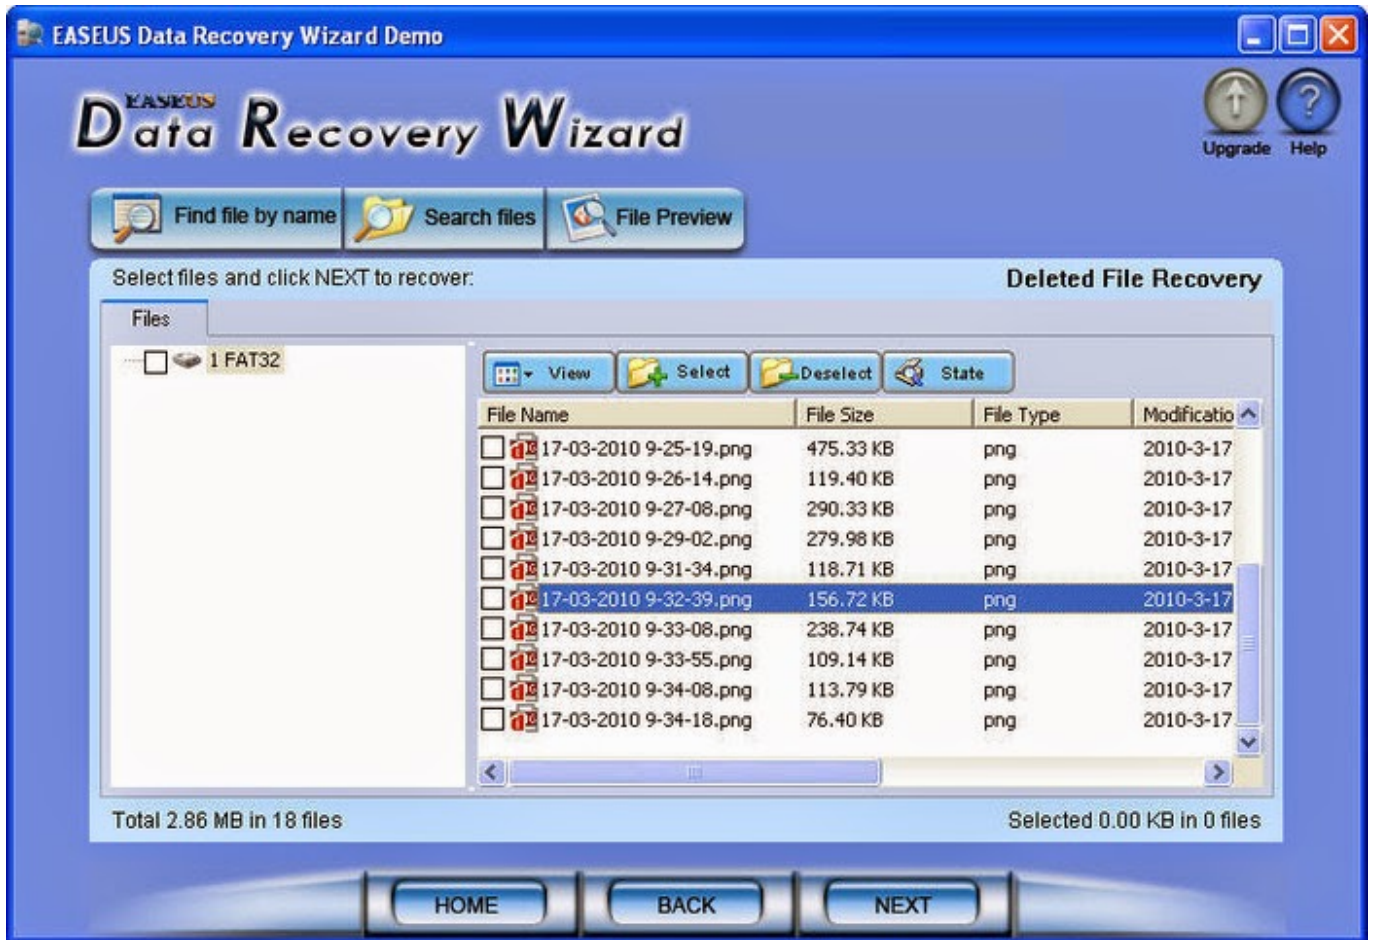 EASEUS Data Recovery Wizard Demo
EASEUS
Data Recovery Wizard
Upgrade Help
Find file by name Search files File Preview
Select files and click NEXT to recover: Deleted File Recovery
Files
1 FAT32
View Select Deselect State
File Name File Size File Type Modificatio
17-03-2010 9-25-19.png 475.33 KB png 2010-3-17
17-03-2010 9-26-14.png 119.40 KB png 2010-3-17
17-03-2010 9-27-08.png 290.33 KB png 2010-3-17
17-03-2010 9-29-02.png 279.98 KB png 2010-3-17
17-03-2010 9-31-34.png 118.71 KB png 2010-3-17
17-03-2010 9-32-39.png 156.72 KB png 2010-3-17
17-03-2010 9-33-08.png 238.74 KB png 2010-3-17
17-03-2010 9-33-55.png 109.14 KB png 2010-3-17
17-03-2010 9-34-08.png 113.79 KB png 2010-3-17
17-03-2010 9-34-18.png 76.40 KB png 2010-3-17
Total 2.86 MB in 18 files Selected 0.00 KB in 0 files
HOME BACK NEXT